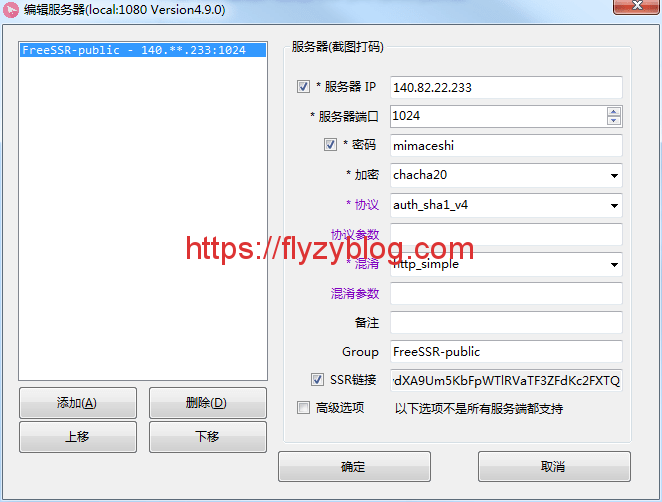 编辑服务器(local:1080 Version4.9.0)
FreeSSR-public - 140.**.233:1024
服务器(截图打码)
* 服务器 IP 140.82.22.233
* 服务器端口 1024
* 密码 mimaceshi
* 加密 chacha20
* 协议 auth_sha1_v4
协议参数
https://flyzyblog.com
* 混淆 http_simple
混淆参数
备注
Group FreeSSR-public
SSR链接 dXA9Um5KbFpWTlRVaTF3ZFdKc2FXTQ
高级选项 以下选项不是所有服务端都支持
添加(A) 删除(D)
上移 下移
确定 取消